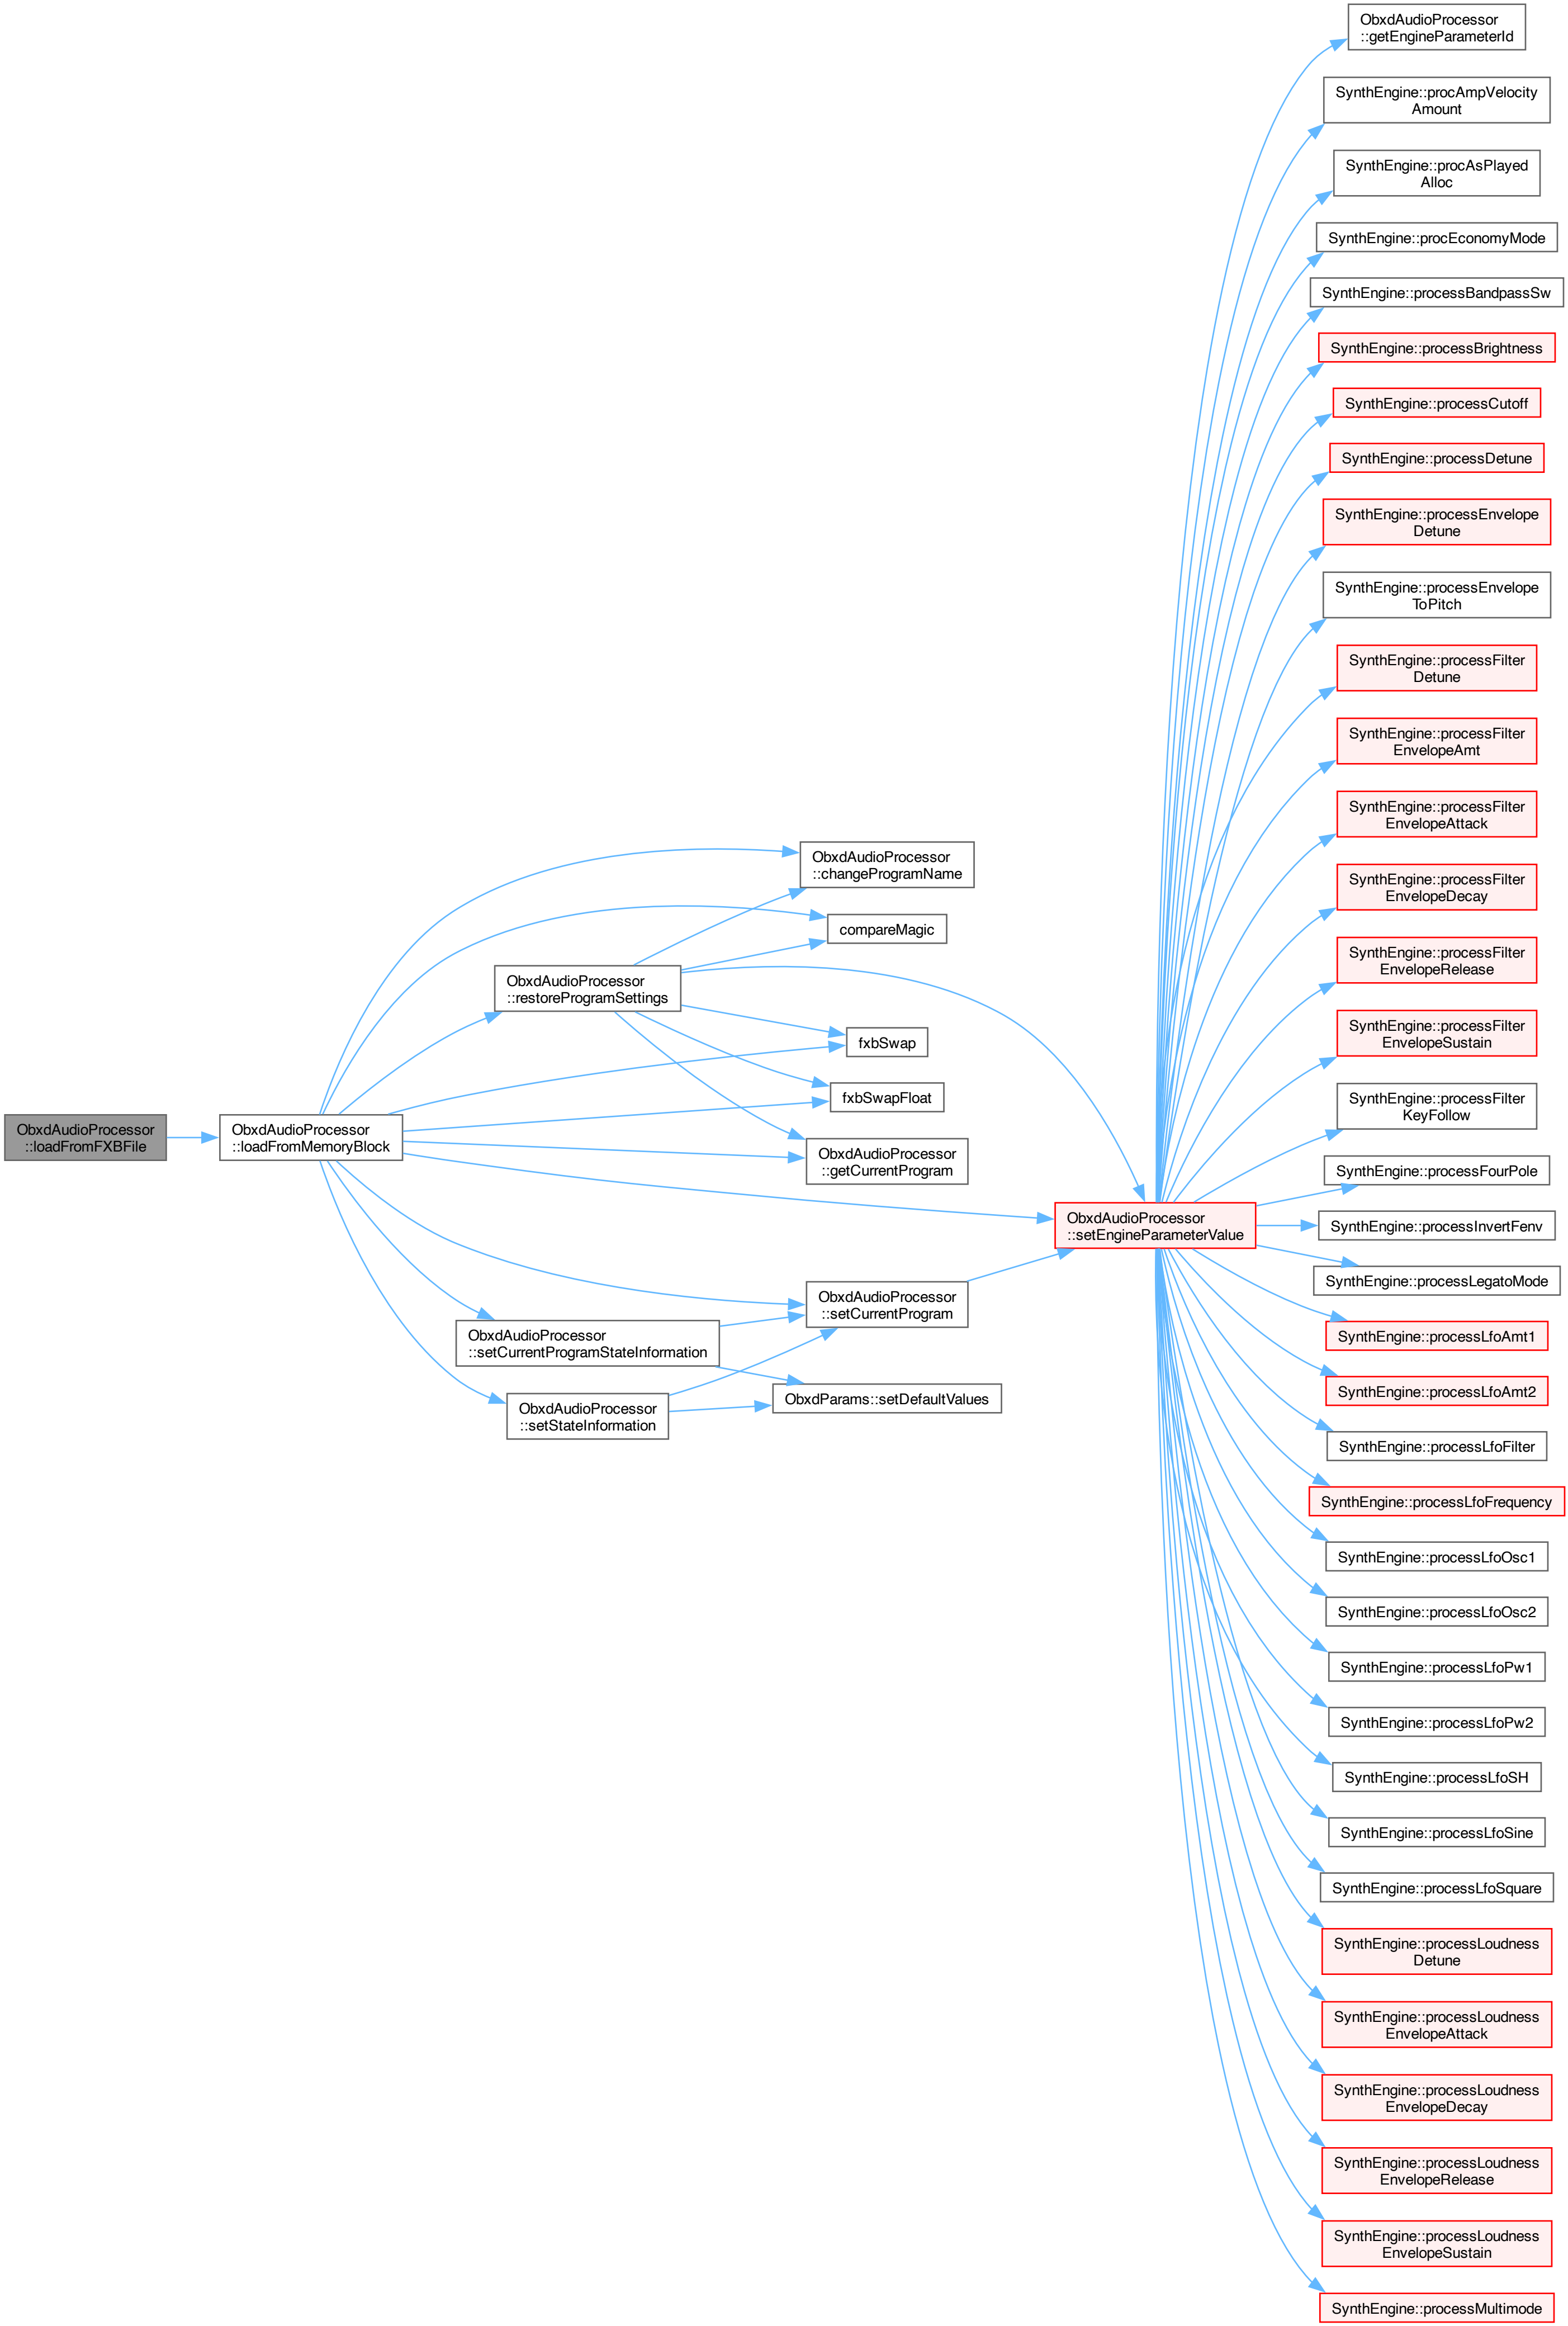 ObxdAudioProcessor
::loadFromFXBFile
ObxdAudioProcessor
::loadFromMemoryBlock
ObxdAudioProcessor
::changeProgramName
compareMagic
ObxdAudioProcessor
::restoreProgramSettings
fxbSwap
fxbSwapFloat
ObxdAudioProcessor
::getCurrentProgram
ObxdAudioProcessor
::setEngineParameterValue
ObxdAudioProcessor
::setCurrentProgram
ObxdAudioProcessor
::setCurrentProgramStateInformation
ObxdParams::setDefaultValues
ObxdAudioProcessor
::setStateInformation
ObxdAudioProcessor
::getEngineParameterId
SynthEngine::procAmpVelocity
Amount
SynthEngine::procAsPlayed
Alloc
SynthEngine::procEconomyMode
SynthEngine::processBandpassSw
SynthEngine::processBrightness
SynthEngine::processCutoff
SynthEngine::processDetune
SynthEngine::processEnvelope
Detune
SynthEngine::processEnvelope
ToPitch
SynthEngine::processFilter
Detune
SynthEngine::processFilter
EnvelopeAmt
SynthEngine::processFilter
EnvelopeAttack
SynthEngine::processFilter
EnvelopeDecay
SynthEngine::processFilter
EnvelopeRelease
SynthEngine::processFilter
EnvelopeSustain
SynthEngine::processFilter
KeyFollow
SynthEngine::processFourPole
SynthEngine::processInvertFenv
SynthEngine::processLegatoMode
SynthEngine::processLfoAmt1
SynthEngine::processLfoAmt2
SynthEngine::processLfoFilter
SynthEngine::processLfoFrequency
SynthEngine::processLfoOsc1
SynthEngine::processLfoOsc2
SynthEngine::processLfoPw1
SynthEngine::processLfoPw2
SynthEngine::processLfoSH
SynthEngine::processLfoSine
SynthEngine::processLfoSquare
SynthEngine::processLoudness
Detune
SynthEngine::processLoudness
EnvelopeAttack
SynthEngine::processLoudness
EnvelopeDecay
SynthEngine::processLoudness
EnvelopeRelease
SynthEngine::processLoudness
EnvelopeSustain
SynthEngine::processMultimode